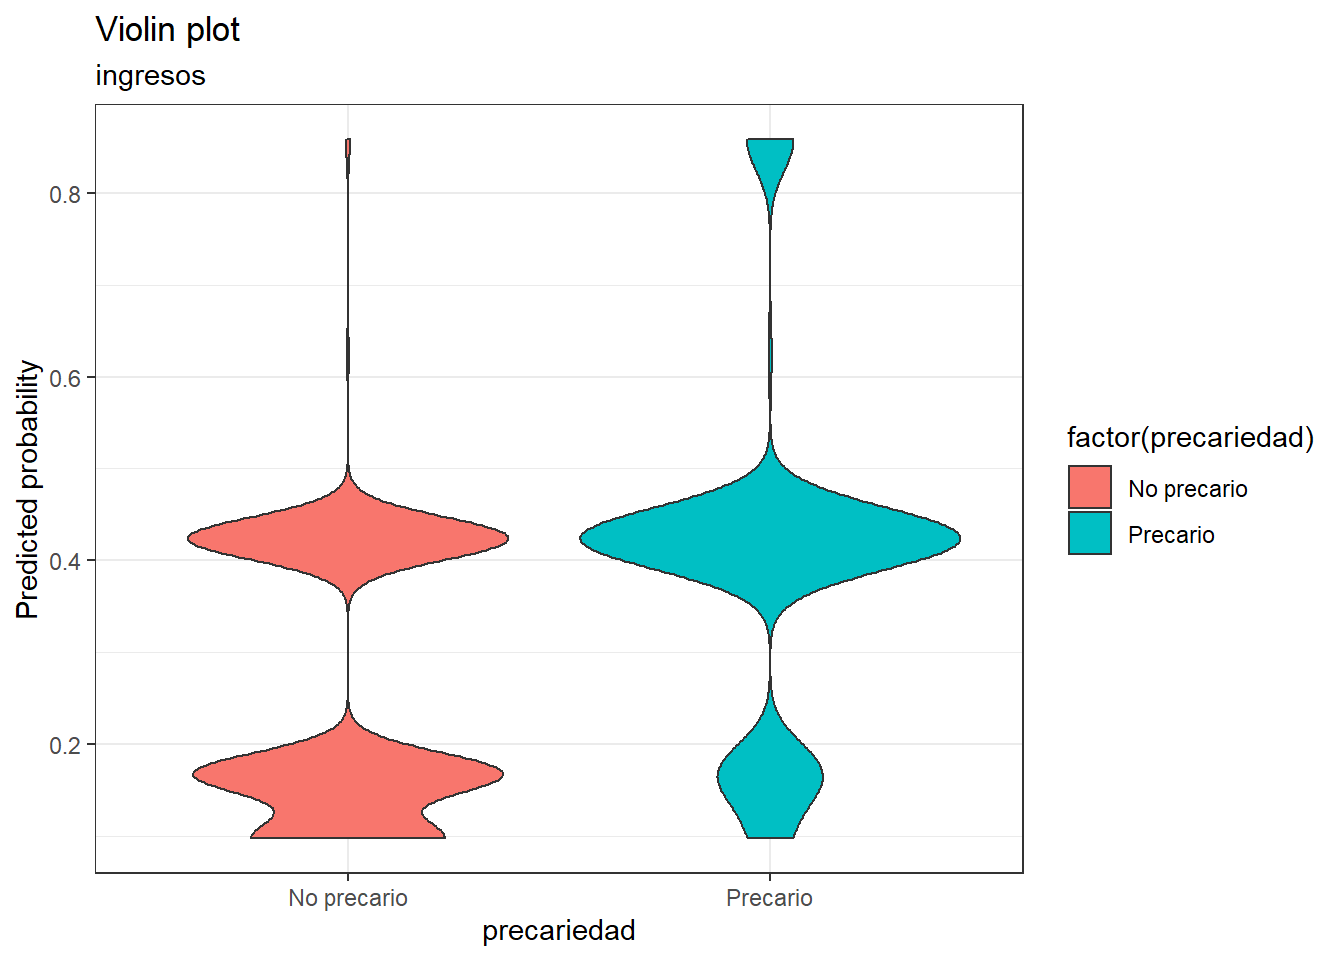 Violin plot
ingresos
Predicted probability
0.8
0.6
0.4
0.2
No precario
Precario
precariedad
factor(precariedad)
No precario
Precario